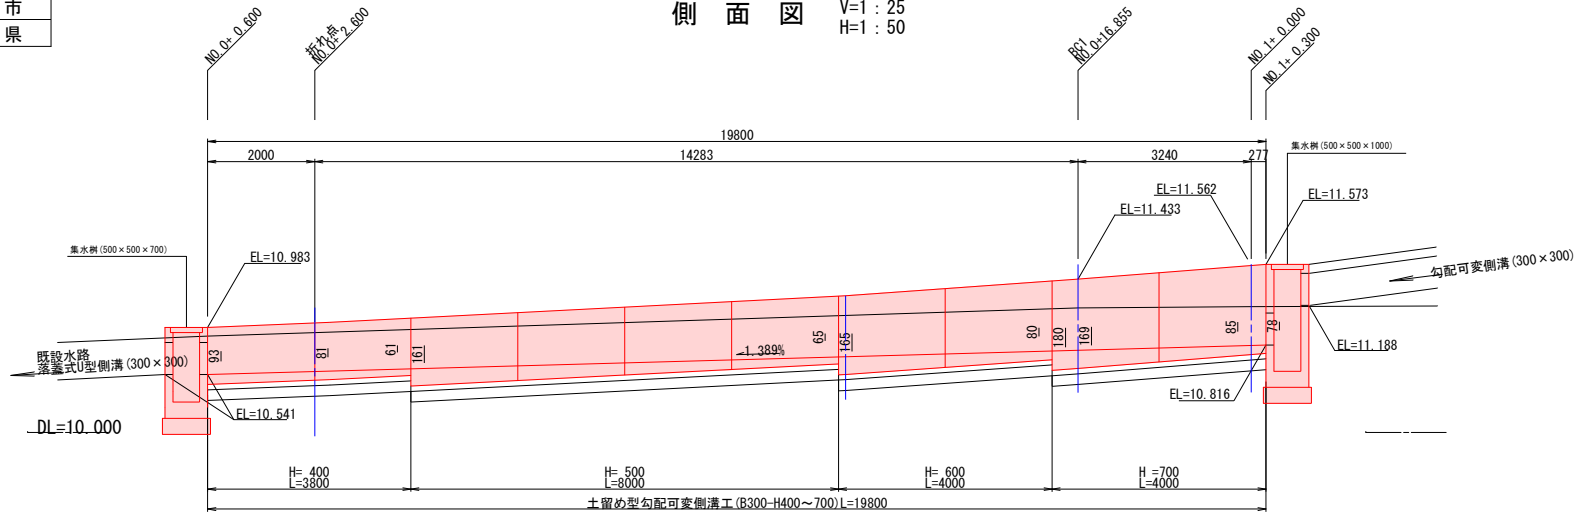 市
県
側 面 図
V=1 : 25
H=1 : 50
NO.0+ 0.600
折れ点
NO.0+ 2.600
BC1
NO.0+16.855
NO.1+ 0.000
NO.1+ 0.300
19800
2000
14283
3240
277
集水桝(500×500×1000)
EL=11.562
EL=11.573
EL=11.433
集水桝(500×500×700)
EL=10.983
勾配可変側溝(300×300)
既設水路
落蓋式U型側溝(300×300)
93
81
61
161
65
165
80
180
169
85
78
1.389%
EL=11.188
EL=10.541
EL=10.816
DL=10.000
H= 400
L=3800
H= 500
L=8000
H= 600
L=4000
H =700
L=4000
土留め型勾配可変側溝工(B300-H400～700)L=19800